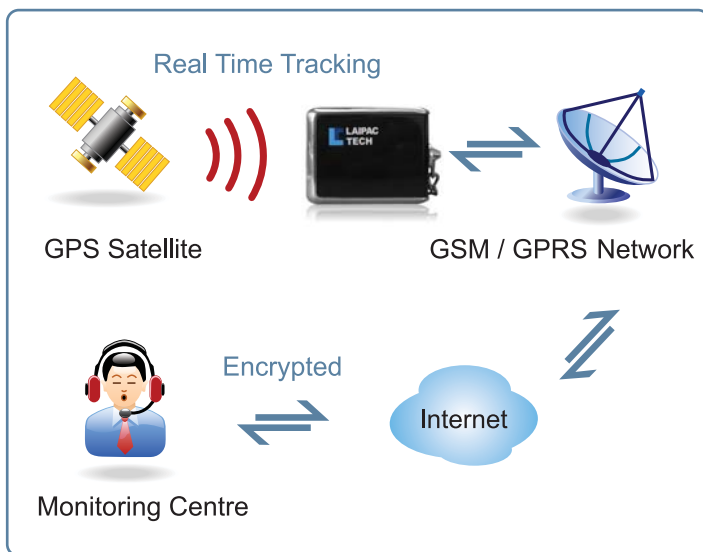 Real Time Tracking
LAIPAC
TECH
GPS Satellite
GSM / GPRS Network
Encrypted
Internet
Monitoring Centre